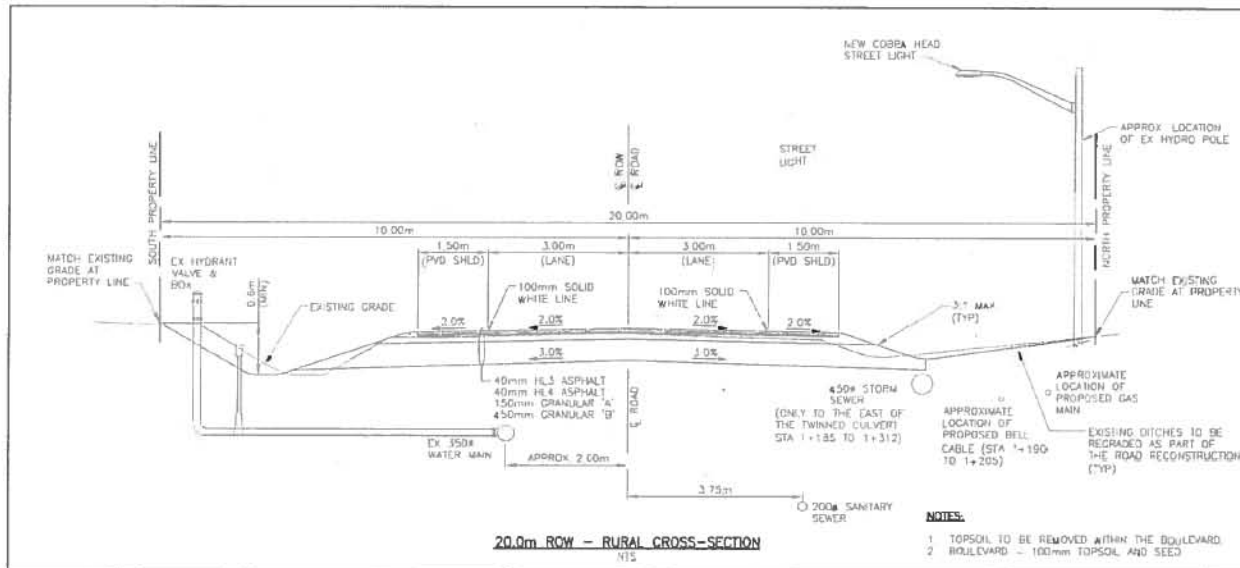 NEW COBRA HEAD
STREET LIGHT
APPROX LOCATION
OF EX HYDRO POLE
STREET
LIGHT
SOUTH PROPERTY LINE
℄ ROW
℄ ROAD
NORTH PROPERTY LINE
20.00m
10.00m
10.00m
1.50m
(PVD SHLD)
3.00m
(LANE)
3.00m
(LANE)
1.50m
(PVD SHLD)
MATCH EXISTING
GRADE AT
PROPERTY LINE
EX HYDRANT
VALVE &
BOX
0.6m
(MIN)
EXISTING GRADE
100mm SOLID
WHITE LINE
100mm SOLID
WHITE LINE
3:1 MAX
(TYP)
MATCH EXISTING
GRADE AT PROPERTY
LINE
2.0%
2.0%
2.0%
2.0%
3.0%
3.0%
40mm HL3 ASPHALT
40mm HL4 ASPHALT
150mm GRANULAR 'A'
450mm GRANULAR 'B'
℄ ROAD
450ø STORM
SEWER
(ONLY TO THE EAST OF
THE TWINNED CULVERT
STA 1+185 TO 1+312)
APPROXIMATE
LOCATION OF
PROPOSED BELL
CABLE (STA 1+190
TO 1+205)
APPROXIMATE
LOCATION OF
PROPOSED GAS
MAIN
EXISTING DITCHES TO BE
REGRADED AS PART OF
THE ROAD RECONSTRUCTION
(TYP)
EX 350ø
WATER MAIN
APPROX 2.00m
3.75m
200ø SANITARY
SEWER
20.0m ROW - RURAL CROSS-SECTION
NTS
NOTES:
1 TOPSOIL TO BE REMOVED WITHIN THE BOULEVARD.
2 BOULEVARD - 100mm TOPSOIL AND SEED